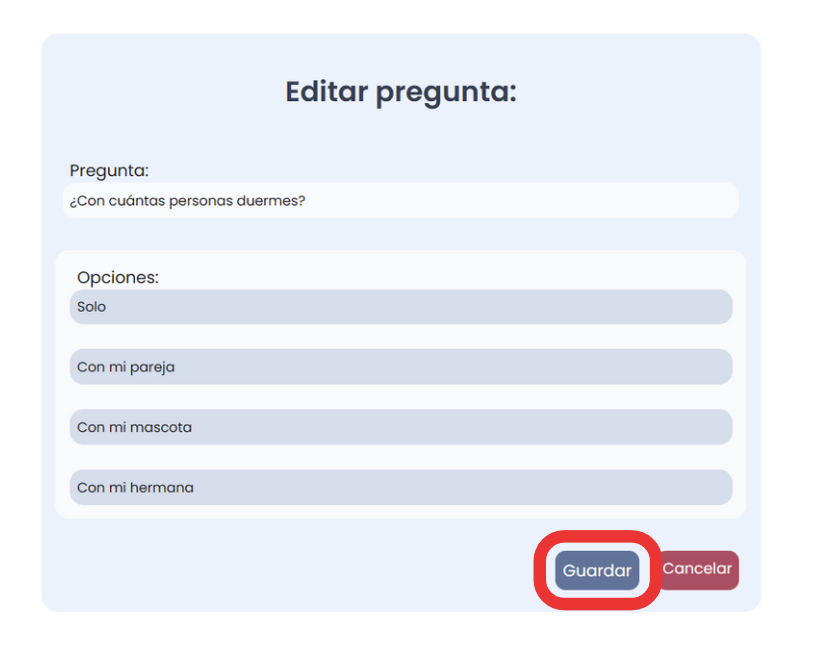 Editar pregunta:
Pregunta:
¿Con cuántas personas duermes?
Opciones:
Solo
Con mi pareja
Con mi mascota
Con mi hermana
Guardar Cancelar